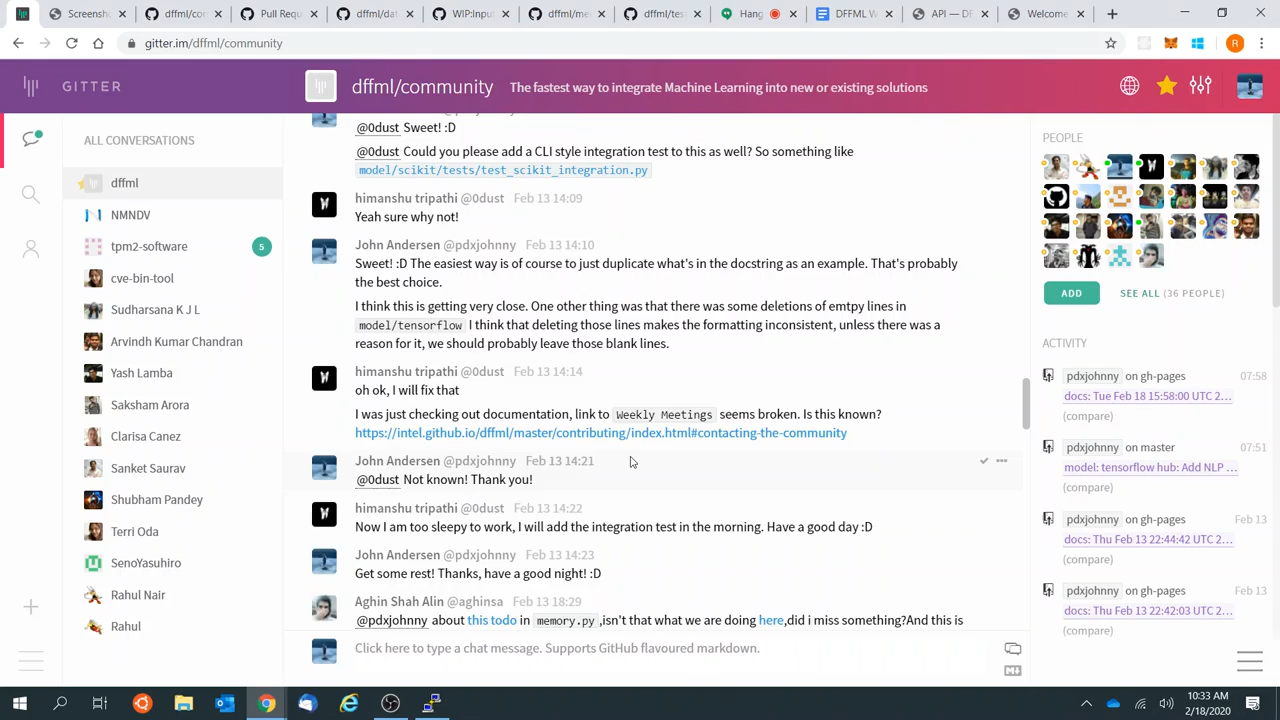 Screensh
dffml/co
Pull Requ
dffml/dat
WIP:Inpu
dffml/me
dffml/test
Hang
DFFML W
API — DF
Welcome
gitter.im/dffml/community
R
GITTER
dffml/community
The fastest way to integrate Machine Learning into new or existing solutions
ALL CONVERSATIONS
dffml
NMNDV
tpm2-software
5
cve-bin-tool
Sudharsana K J L
Arvindh Kumar Chandran
Yash Lamba
Saksham Arora
Clarisa Canez
Sanket Saurav
Shubham Pandey
Terri Oda
SenoYasuhiro
Rahul Nair
Rahul
@0dust Sweet! :D
@0dust Could you please add a CLI style integration test to this as well? So something like
model/scikit/tests/test_scikit_integration.py
himanshu tripathi @0dust Feb 13 14:09
Yeah sure why not!
John Andersen @pdxjohnny Feb 13 14:10
Sweet! :D The easiest way is of course to just duplicate what's in the docstring as an example. That's probably
the best choice.
I think this is getting very close. One other thing was that there was some deletions of emtpy lines in
model/tensorflow I think that deleting those lines makes the formatting inconsistent, unless there was a
reason for it, we should probably leave those blank lines.
himanshu tripathi @0dust Feb 13 14:14
oh ok, I will fix that
I was just checking out documentation, link to Weekly Meetings seems broken. Is this known?
https://intel.github.io/dffml/master/contributing/index.html#contacting-the-community
John Andersen @pdxjohnny Feb 13 14:21
@0dust Not known! Thank you!
himanshu tripathi @0dust Feb 13 14:22
Now I am too sleepy to work, I will add the integration test in the morning. Have a good day :D
John Andersen @pdxjohnny Feb 13 14:23
Get some rest! Thanks, have a good night! :D
Aghin Shah Alin @aghinsa Feb 13 18:29
@pdxjohnny about this todo in memory.py ,isn't that what we are doing here,did i miss something?And this is
Click here to type a chat message. Supports GitHub flavoured markdown.
PEOPLE
ADD
SEE ALL (36 PEOPLE)
ACTIVITY
pdxjohnny on gh-pages 07:58
docs: Tue Feb 18 15:58:00 UTC 2...
(compare)
pdxjohnny on master 07:51
model: tensorflow hub: Add NLP ...
(compare)
pdxjohnny on gh-pages Feb 13
docs: Thu Feb 13 22:44:42 UTC 2...
(compare)
pdxjohnny on gh-pages Feb 13
docs: Thu Feb 13 22:42:03 UTC 2...
(compare)
10:33 AM
2/18/2020